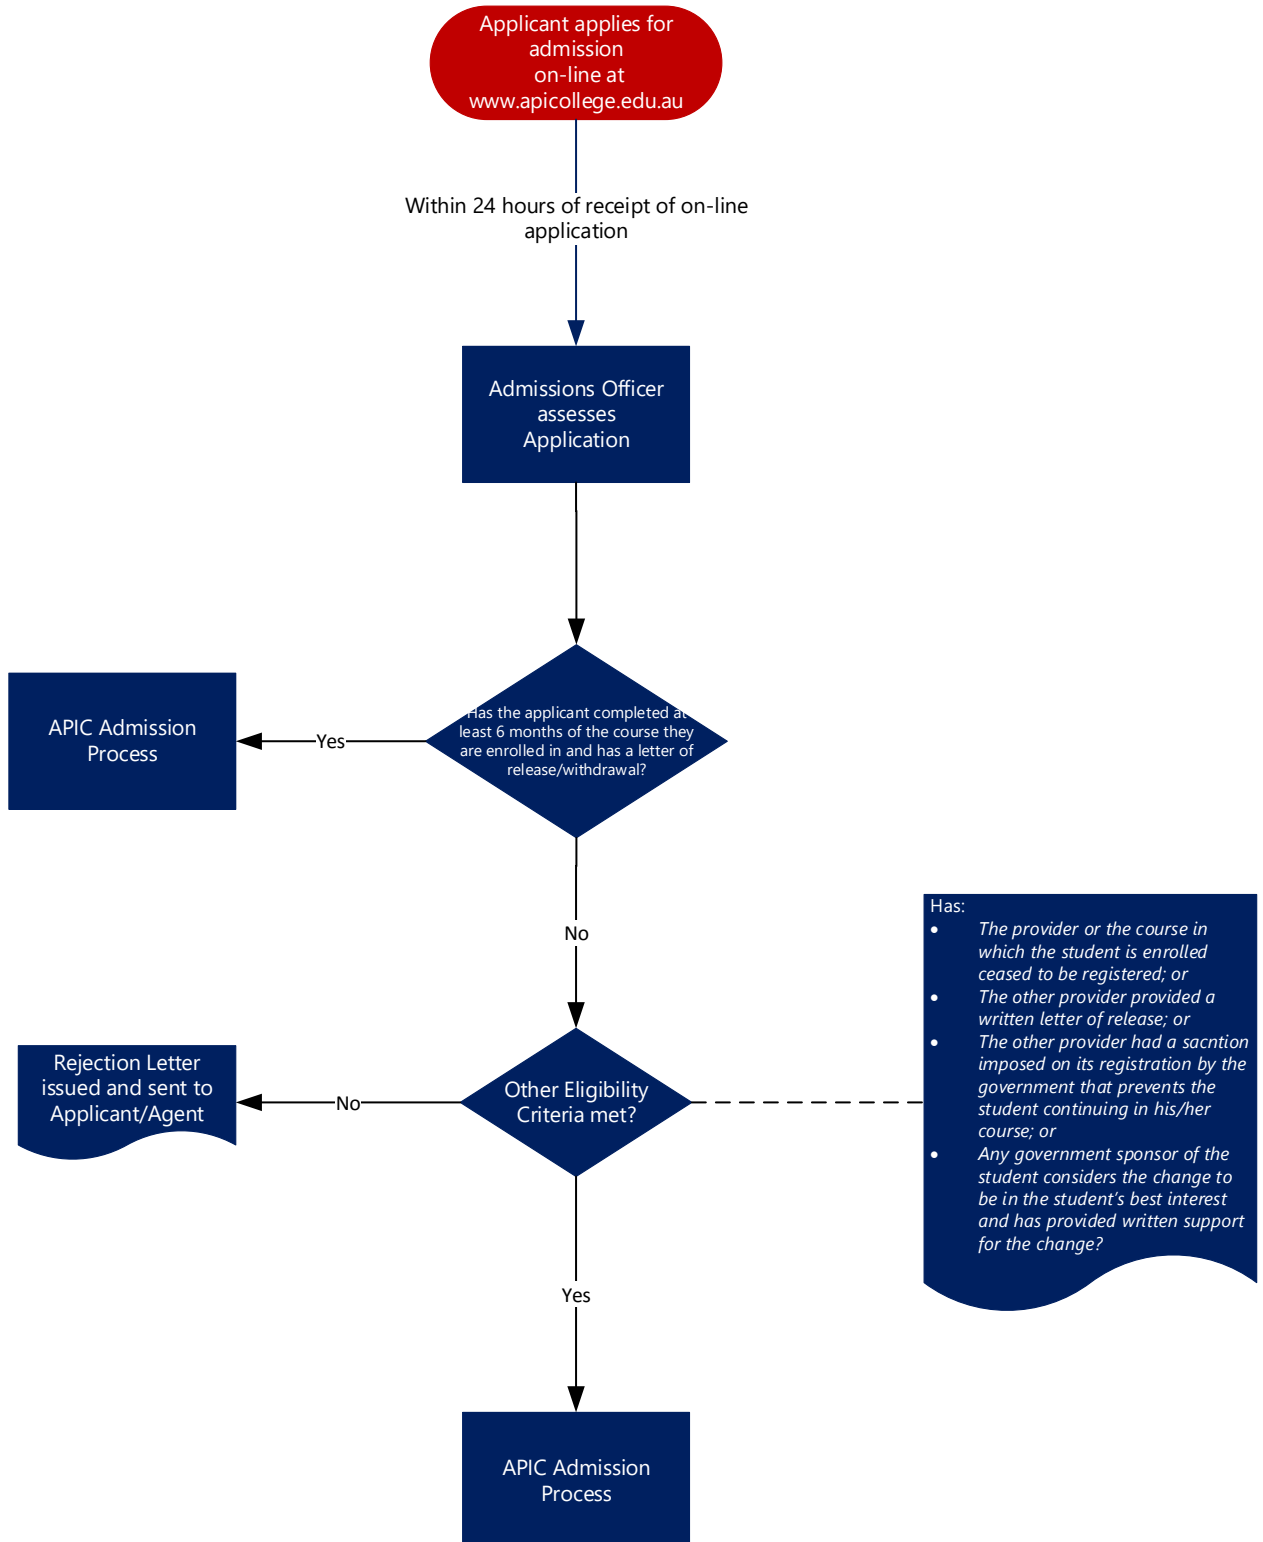 Applicant applies for
admission
on-line at
www.apicollege.edu.au
Within 24 hours of receipt of on-line
application
Admissions Officer
assesses
Application
Has the applicant completed at
least 6 months of the course they
are enrolled in and has a letter of
release/withdrawal?
Yes
APIC Admission
Process
No
Other Eligibility
Criteria met?
No
Rejection Letter
issued and sent to
Applicant/Agent
Has:
• The provider or the course in
which the student is enrolled
ceased to be registered; or
• The other provider provided a
written letter of release; or
• The other provider had a sacntion
imposed on its registration by the
government that prevents the
student continuing in his/her
course; or
• Any government sponsor of the
student considers the change to
be in the student’s best interest
and has provided written support
for the change?
Yes
APIC Admission
Process